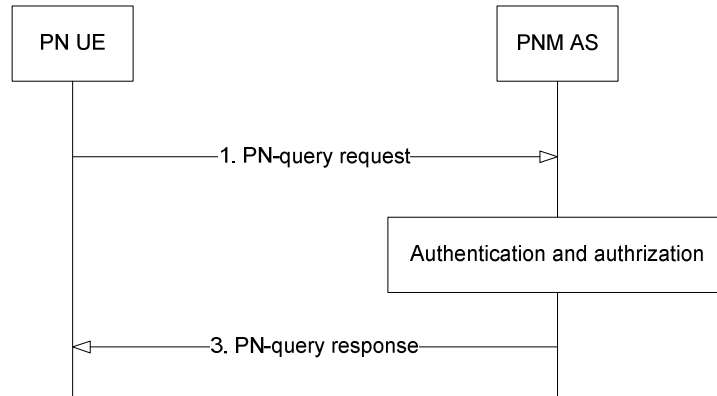 PN UE
PNM AS
1. PN-query request
Authentication and authrization
3. PN-query response